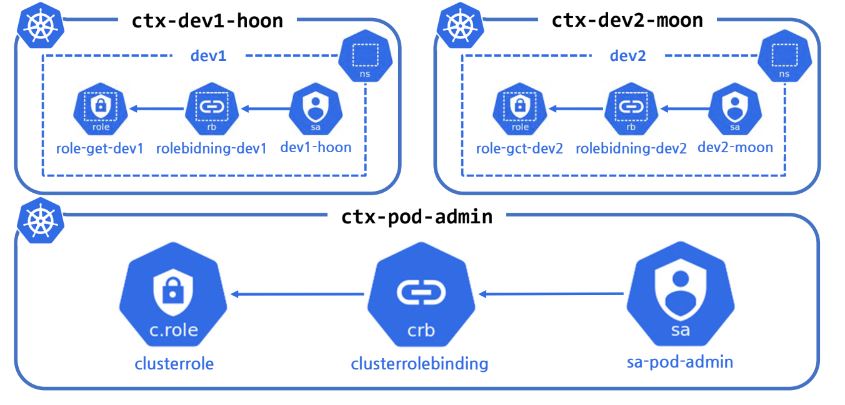 ctx-dev1-hoon
dev1
ns
role
rb
sa
role-get-dev1
rolebidning-dev1
dev1-hoon
ctx-dev2-moon
dev2
ns
role
rb
sa
role-gct-dev2
rolebidning-dev2
dev2-moon
ctx-pod-admin
c.role
crb
sa
clusterrole
clusterrolebinding
sa-pod-admin